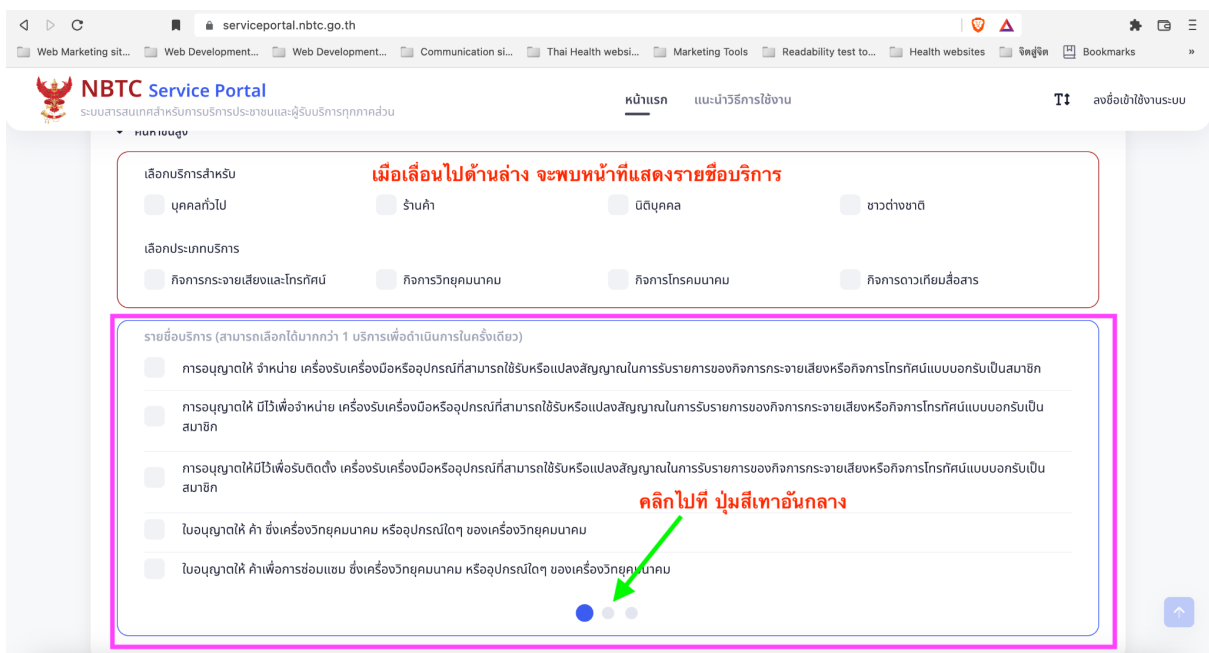 serviceportal.nbtc.go.th
Web Marketing sit... Web Development... Web Development... Communication si... Thai Health websi... Marketing Tools Readability test to... Health websites จิตสู่จิต Bookmarks »
NBTC Service Portal
ระบบสารสนเทศสำหรับการบริการประชาชนและผู้รับบริการทุกภาคส่วน
หน้าแรก แนะนำวิธีการใช้งาน
ลงชื่อเข้าใช้งานระบบ
ค้นหาขั้นสูง
เลือกบริการสำหรับ
เมื่อเลื่อนไปด้านล่าง จะพบหน้าที่แสดงรายชื่อบริการ
บุคคลทั่วไป ร้านค้า นิติบุคคล ชาวต่างชาติ
เลือกประเภทบริการ
กิจการกระจายเสียงและโทรทัศน์ กิจการวิทยุคมนาคม กิจการโทรคมนาคม กิจการดาวเทียมสื่อสาร
รายชื่อบริการ (สามารถเลือกได้มากกว่า 1 บริการเพื่อดำเนินการในครั้งเดียว)
การอนุญาตให้ จำหน่าย เครื่องรับเครื่องมือหรืออุปกรณ์ที่สามารถใช้รับหรือแปลงสัญญาณในการรับรายการของกิจการกระจายเสียงหรือกิจการโทรทัศน์แบบบอกรับเป็นสมาชิก
การอนุญาตให้ มีไว้เพื่อจำหน่าย เครื่องรับเครื่องมือหรืออุปกรณ์ที่สามารถใช้รับหรือแปลงสัญญาณในการรับรายการของกิจการกระจายเสียงหรือกิจการโทรทัศน์แบบบอกรับเป็น
สมาชิก
การอนุญาตให้มีไว้เพื่อรับติดตั้ง เครื่องรับเครื่องมือหรืออุปกรณ์ที่สามารถใช้รับหรือแปลงสัญญาณในการรับรายการของกิจการกระจายเสียงหรือกิจการโทรทัศน์แบบบอกรับเป็น
สมาชิก
คลิกไปที่ ปุ่มสีเทาอันกลาง
ใบอนุญาตให้ ค้า ซึ่งเครื่องวิทยุคมนาคม หรืออุปกรณ์ใดๆ ของเครื่องวิทยุคมนาคม
ใบอนุญาตให้ ค้าเพื่อการซ่อมแซม ซึ่งเครื่องวิทยุคมนาคม หรืออุปกรณ์ใดๆ ของเครื่องวิทยุคมนาคม